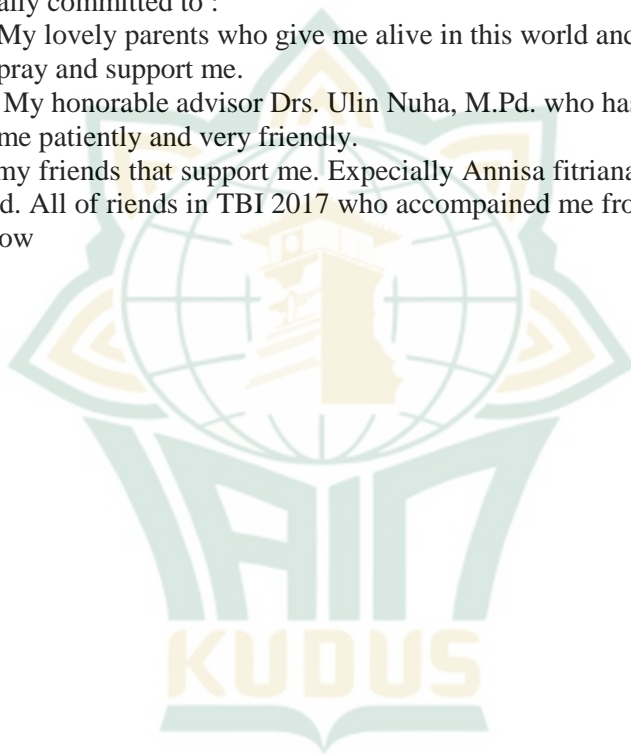 ally committed to :
My lovely parents who give me alive in this world and
pray and support me.
My honorable advisor Drs. Ulin Nuha, M.Pd. who has
me patiently and very friendly.
my friends that support me. Expecially Annisa fitriana
d. All of riends in TBI 2017 who accompained me fro
ow
IAIN
KUDUS